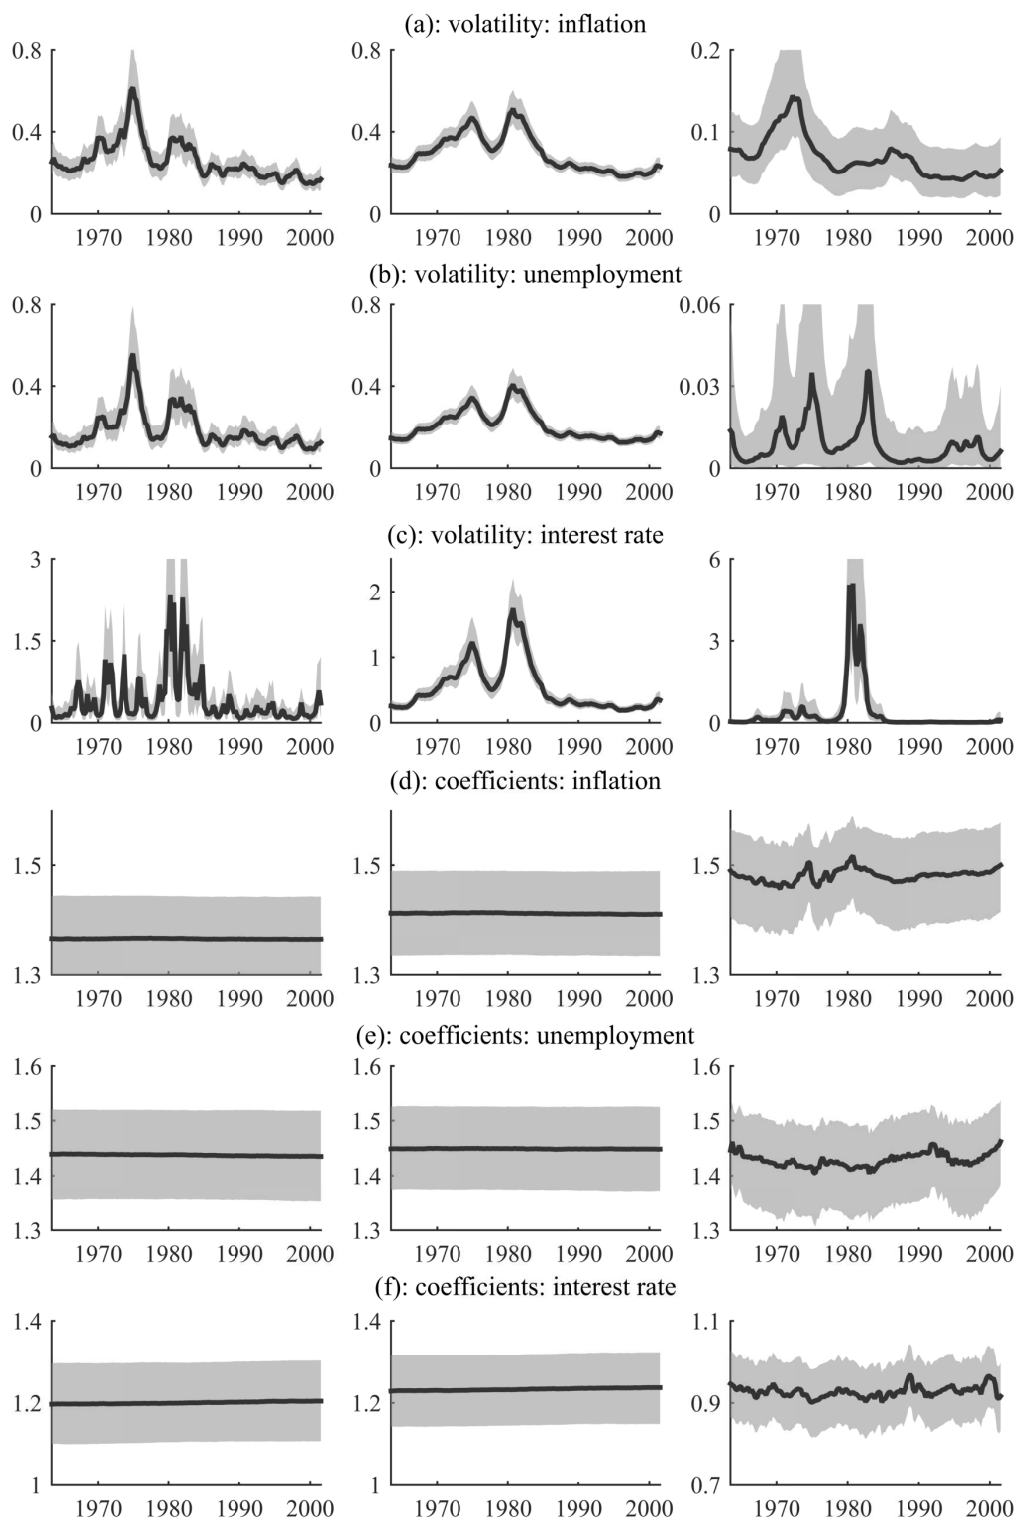 (a): volatility: inflation
0.8 0.8 0.2
0.4 0.4 0.1
0 0 0
1970 1980 1990 2000 1970 1980 1990 2000 1970 1980 1990 2000
(b): volatility: unemployment
0.8 0.8 0.06
0.4 0.4 0.03
0 0 0
1970 1980 1990 2000 1970 1980 1990 2000 1970 1980 1990 2000
(c): volatility: interest rate
3 2 6
1.5 1 3
0 0 0
1970 1980 1990 2000 1970 1980 1990 2000 1970 1980 1990 2000
(d): coefficients: inflation
1.5 1.5 1.5
1.3 1.3 1.3
1970 1980 1990 2000 1970 1980 1990 2000 1970 1980 1990 2000
(e): coefficients: unemployment
1.6 1.6 1.6
1.5 1.5 1.5
1.4 1.4 1.4
1.3 1.3 1.3
1970 1980 1990 2000 1970 1980 1990 2000 1970 1980 1990 2000
(f): coefficients: interest rate
1.4 1.4 1.1
1.2 1.2 0.9
1 1 0.7
1970 1980 1990 2000 1970 1980 1990 2000 1970 1980 1990 2000